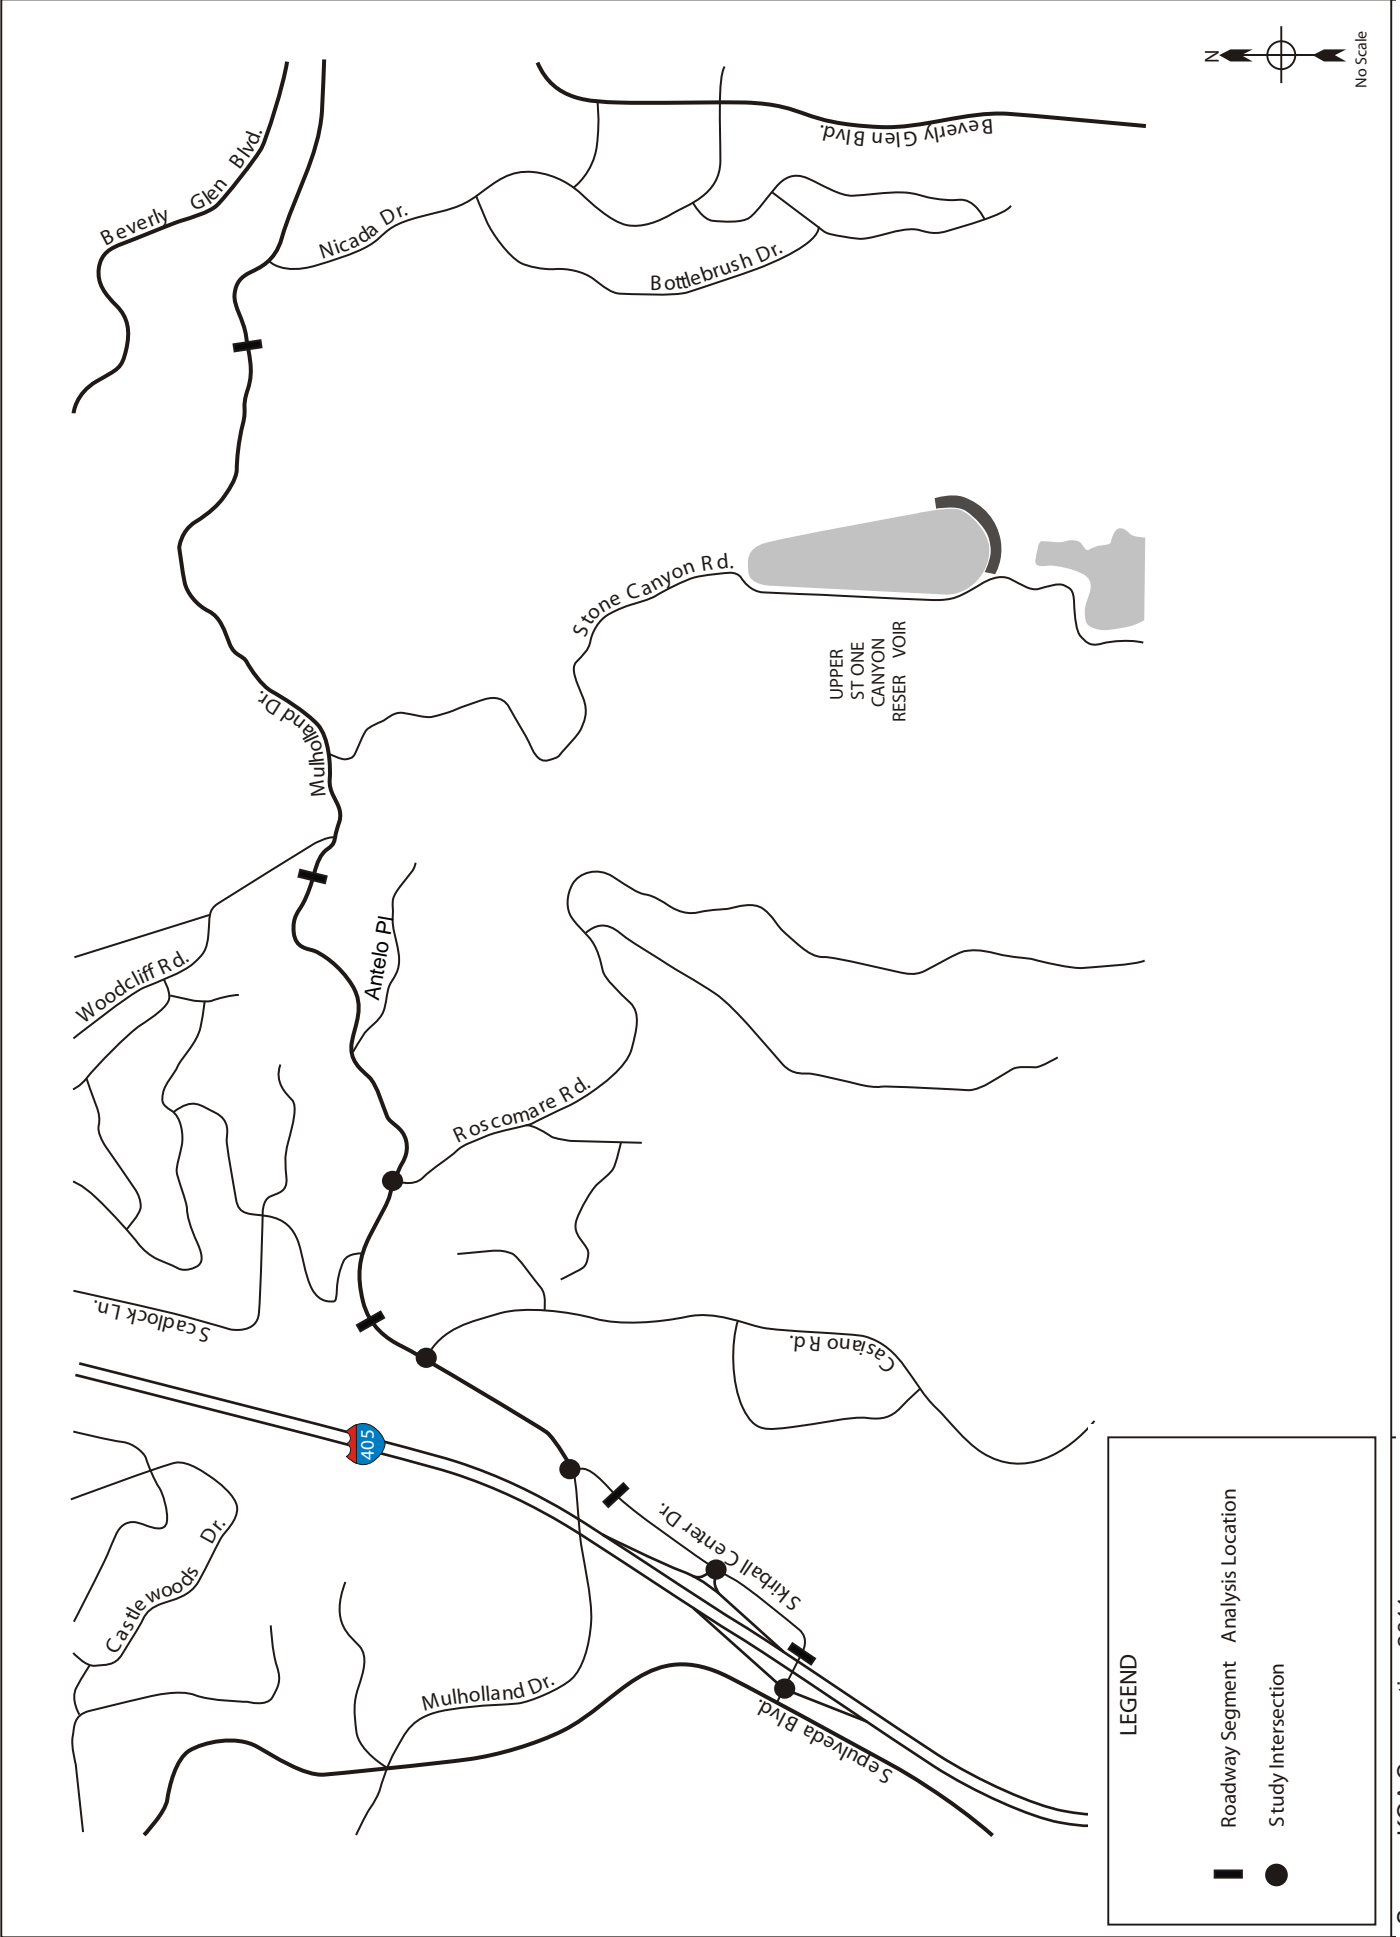 Castlewoods Dr.
Mulholland Dr.
Sepulveda Blvd.
405
Skirball Center Dr.
Scadlock Ln.
Casiano Rd.
Roscomare Rd.
Woodcliff Rd.
Antelo Pl
Mulholland Dr.
Stone Canyon Rd.
UPPER
STONE
CANYON
RESERVOIR
Beverly Glen Blvd.
Nicada Dr.
Bottlebrush Dr.
Beverly Glen Blvd.
N
No Scale
LEGEND
Roadway Segment Analysis Location
Study Intersection